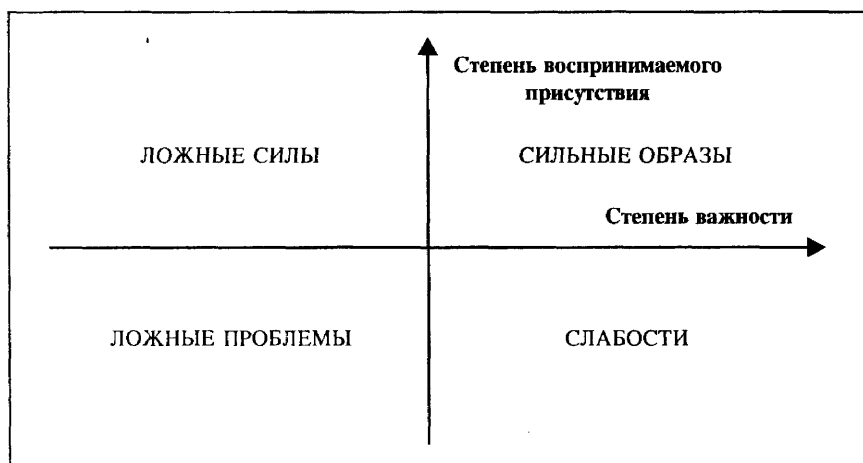 Степень воспринимаемого
присутствия
ЛОЖНЫЕ СИЛЫ
СИЛЬНЫЕ ОБРАЗЫ
Степень важности
ЛОЖНЫЕ ПРОБЛЕМЫ
СЛАБОСТИ